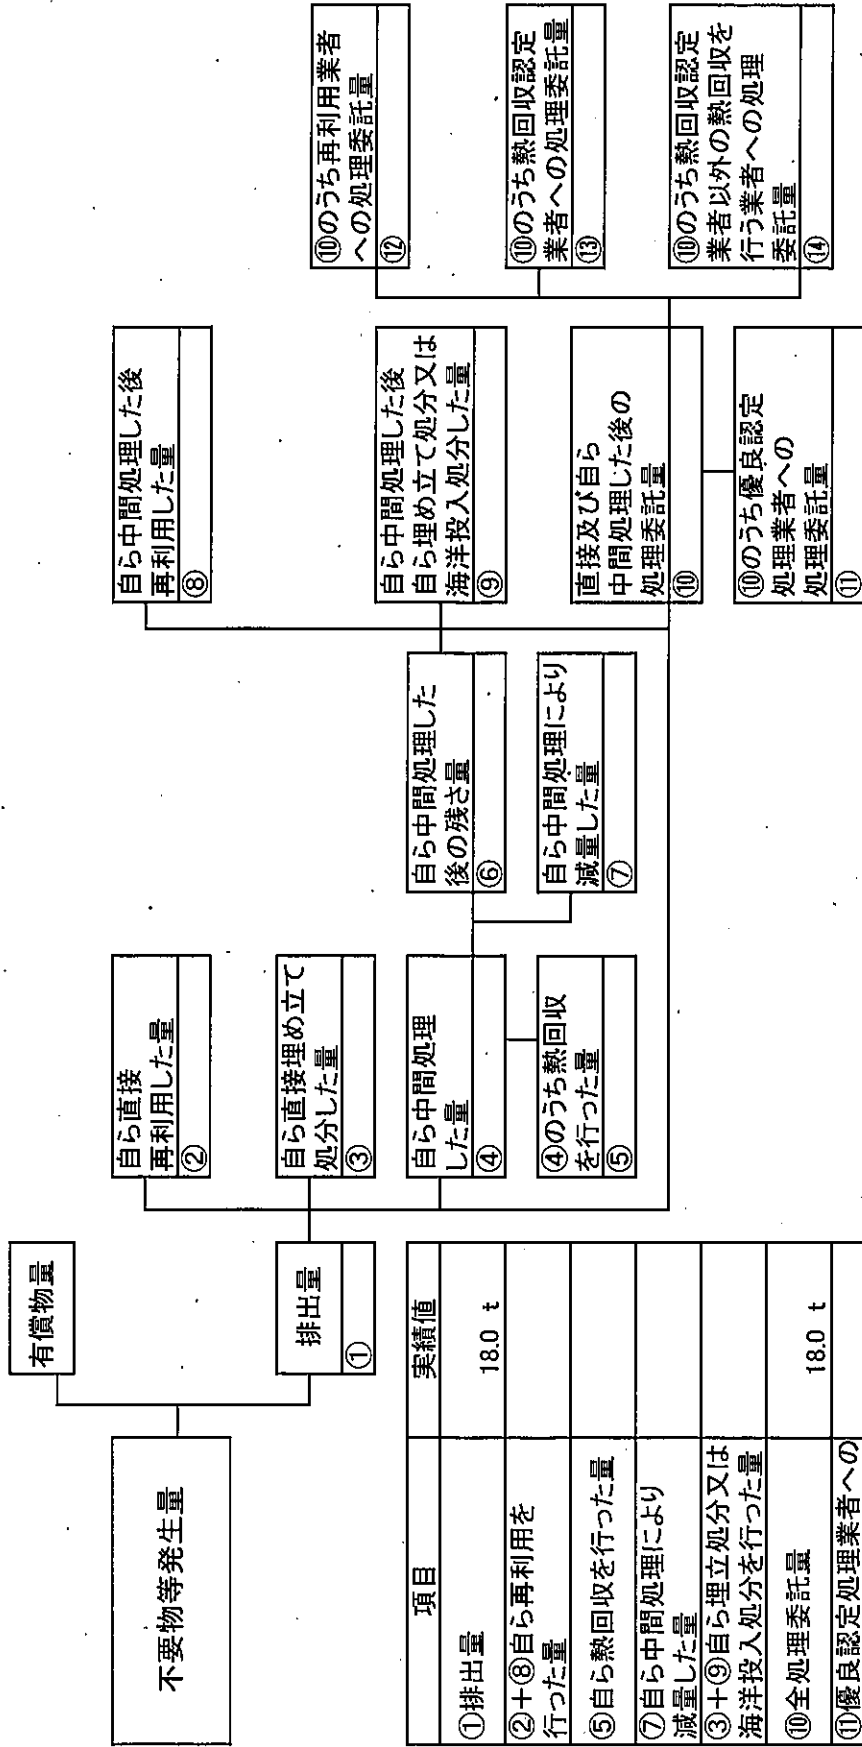 不要物等発生量
有償物量
排出量
①
自ら直接
再利用した量
②
自ら直接埋め立て
処分した量
③
自ら中間処理
した量
④
④のうち熱回収
を行った量
⑤
自ら中間処理した
後の残さ量
⑥
自ら中間処理により
減量した量
⑦
自ら中間処理した後
再利用した量
⑧
自ら中間処理した後
自ら埋め立て処分又は
海洋投入処分した量
⑨
直接及び自ら
中間処理した後の
処理委託量
⑩
⑩のうち優良認定
処理業者への
処理委託量
⑪
⑩のうち再利用業者
への処理委託量
⑫
⑩のうち熱回収認定
業者への処理委託量
⑬
⑩のうち熱回収認定
業者以外の熱回収を
行う業者への処理
委託量
⑭
項目 実績値
①排出量 18.0 t
②+⑧自ら再利用を
行った量
⑤自ら熱回収を行った量
⑦自ら中間処理により
減量した量
③+⑨自ら埋立処分又は
海洋投入処分を行った量
⑩全処理委託量 18.0 t
⑪優良認定処理業者への